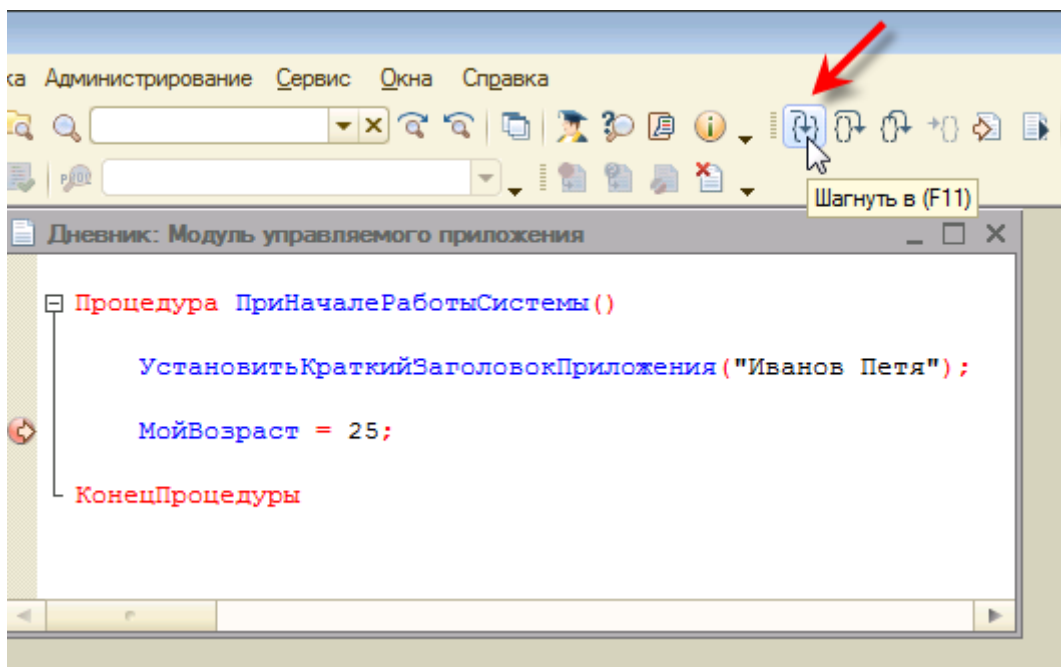 ка Администрирование Сервис Окна Справка
Шагнуть в (F11)
Дневник: Модуль управляемого приложения
Процедура ПриНачалеРаботыСистемы()
УстановитьКраткийЗаголовокПриложения("Иванов Петя");
МойВозраст = 25;
КонецПроцедуры